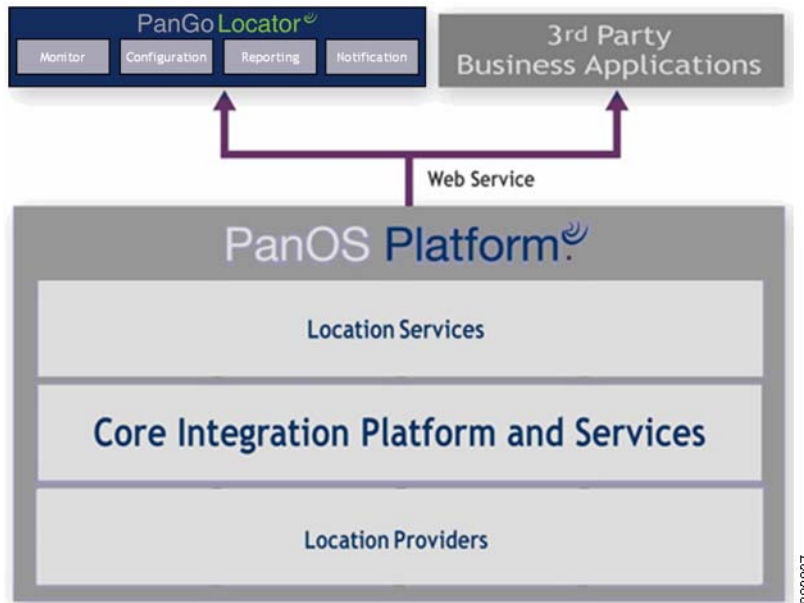 PanGo Locator
Monitor
Configuration
Reporting
Notification
3rd Party
Business Applications
Web Service
PanOS Platform
Location Services
Core Integration Platform and Services
Location Providers